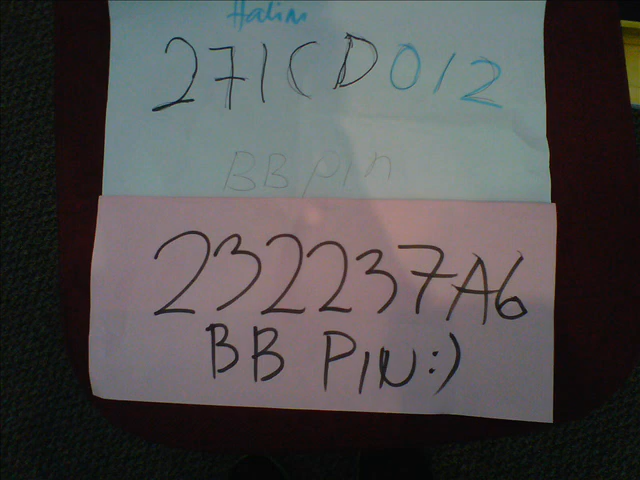 Halim
271CD012
BB pin
232237A6
BB PIN:)